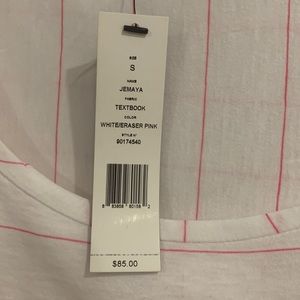 SIZE
S
NAME
JEMAYA
FABRIC
TEXTBOOK
COLOR
WHITE/ERASER PINK
STYLE N°
90174540
$85.00